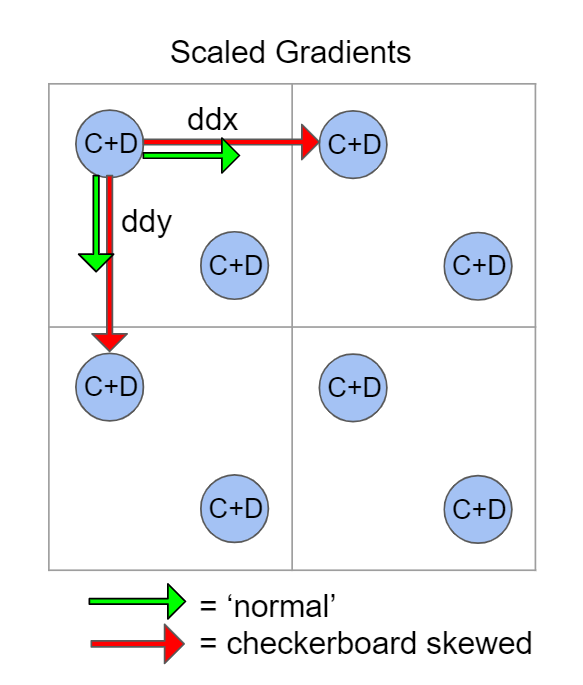 Scaled Gradients
C+D
ddx
C+D
ddy
C+D
C+D
C+D
C+D
C+D
C+D
= ‘normal’
= checkerboard skewed